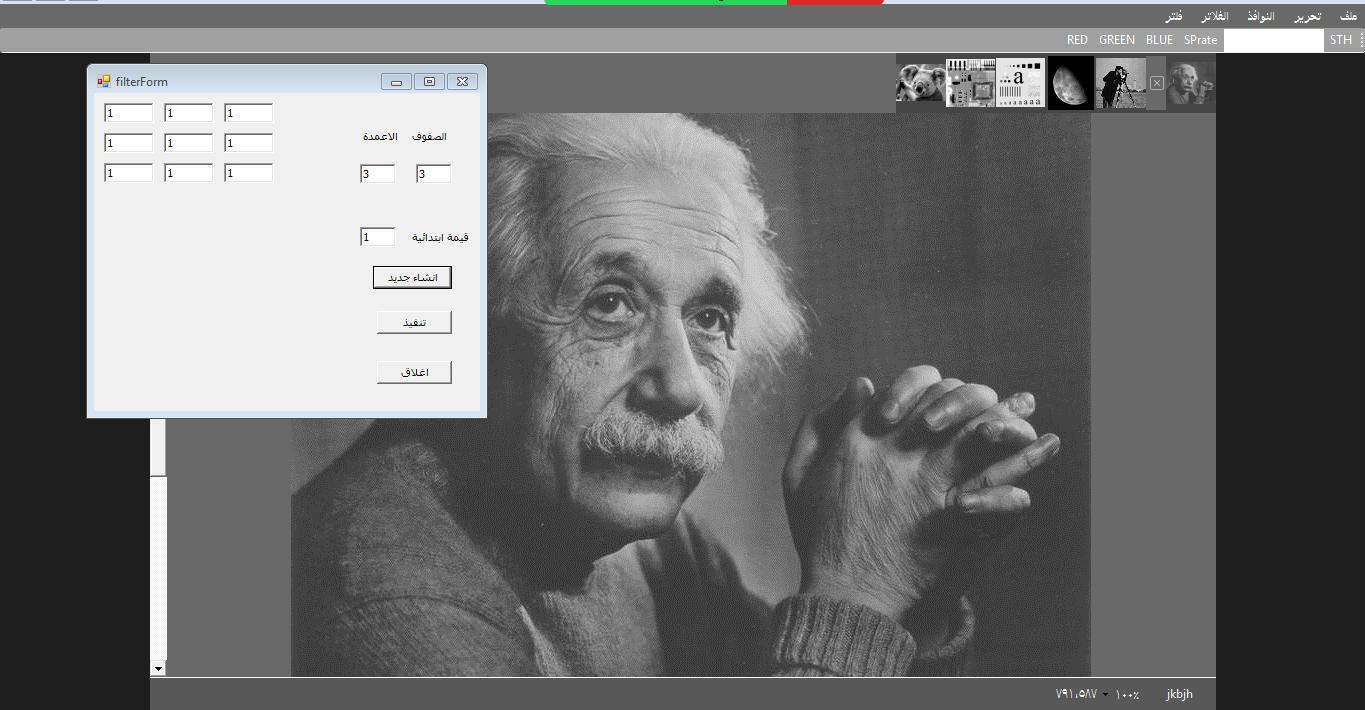 ملف تحرير النوافذ الفلاتر فلتر
STH SPrate BLUE GREEN RED
filterForm
1 1 1
1 1 1
1 1 1
الصفوف الاعمدة
3 3
قيمة ابتدائية 1
انشاء جديد
تنفيذ
اغلاق
a
jkbjh ١٠٠٪ ٧٩١،٥٨٧